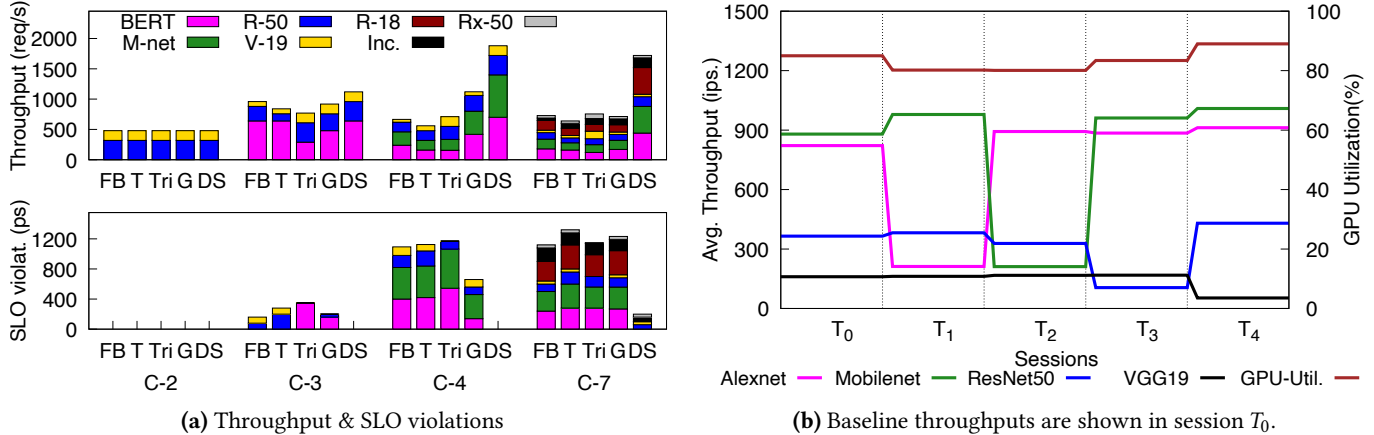 BERT R-50 R-18 Rx-50
M-net V-19 Inc.
Throughput (req/s)
2000
1500
1000
500
0
FB T Tri G DS FB T Tri G DS FB T Tri G DS FB T Tri G DS
SLO violat. (ps)
1200
800
400
0
FB T Tri G DS FB T Tri G DS FB T Tri G DS FB T Tri G DS
C-2 C-3 C-4 C-7
(a) Throughput & SLO violations
Avg. Throughput (ips.)
1500
1200
900
600
300
0
GPU Utilization(%)
100
80
60
40
20
0
T0 T1 T2 T3 T4
Sessions
Alexnet Mobilenet ResNet50 VGG19 GPU-Util.
(b) Baseline throughputs are shown in session T0.